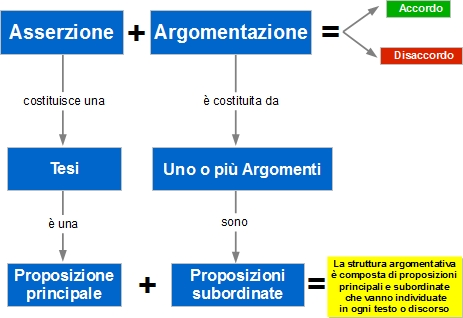 Asserzione + Argomentazione =
Accordo
Disaccordo
costituisce una
è costituita da
Tesi
Uno o più Argomenti
è una
sono
Proposizione
principale
+
Proposizioni
subordinate
=
La struttura argomentativa
è composta di proposizioni
principali e subordinate
che vanno individuate
in ogni testo o discorso